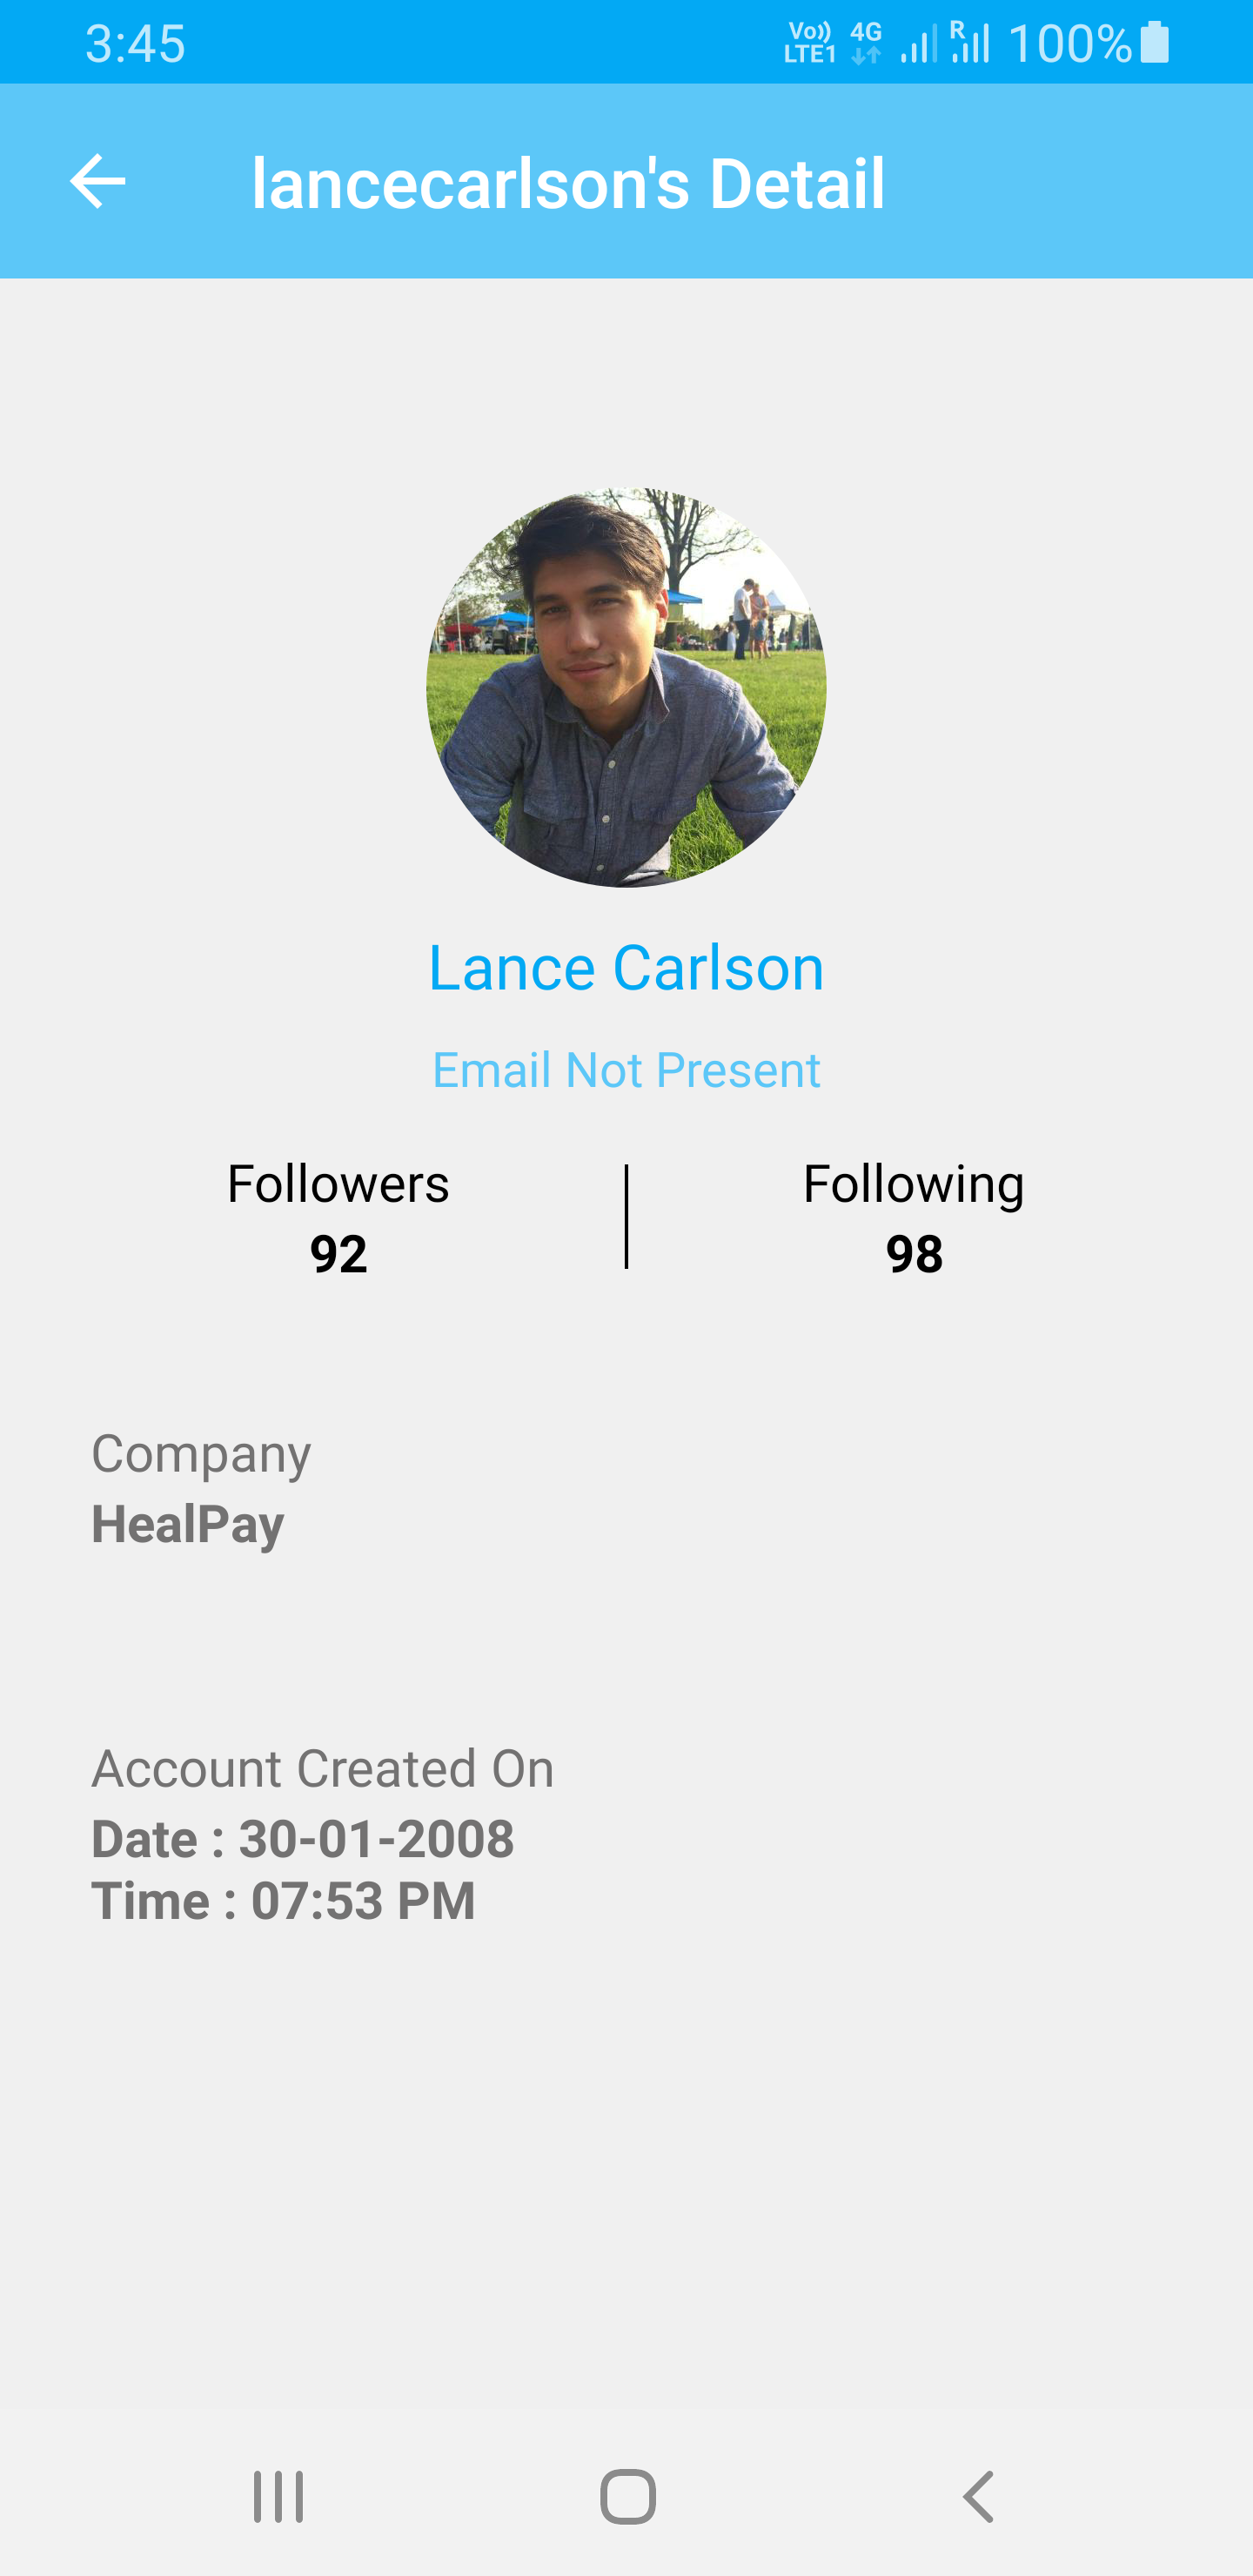 3:45
Vo)) LTE1 4G R 100%
lancecarlson's Detail
Lance Carlson
Email Not Present
Followers Following
92 98
Company
HealPay
Account Created On
Date : 30-01-2008
Time : 07:53 PM